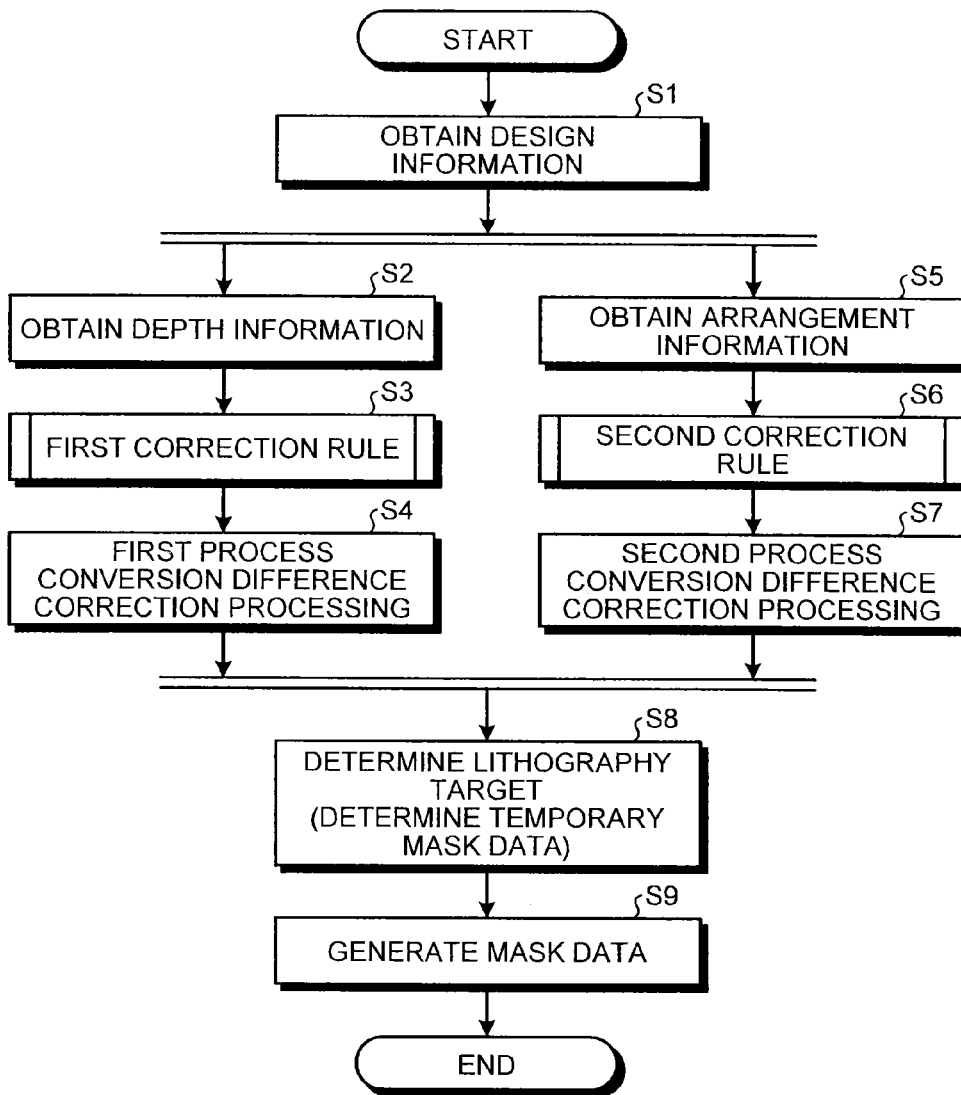 START
S1
OBTAIN DESIGN
INFORMATION
S2
OBTAIN DEPTH INFORMATION
S3
FIRST CORRECTION RULE
S4
FIRST PROCESS
CONVERSION DIFFERENCE
CORRECTION PROCESSING
S5
OBTAIN ARRANGEMENT
INFORMATION
S6
SECOND CORRECTION
RULE
S7
SECOND PROCESS
CONVERSION DIFFERENCE
CORRECTION PROCESSING
S8
DETERMINE LITHOGRAPHY
TARGET
(DETERMINE TEMPORARY
MASK DATA)
S9
GENERATE MASK DATA
END